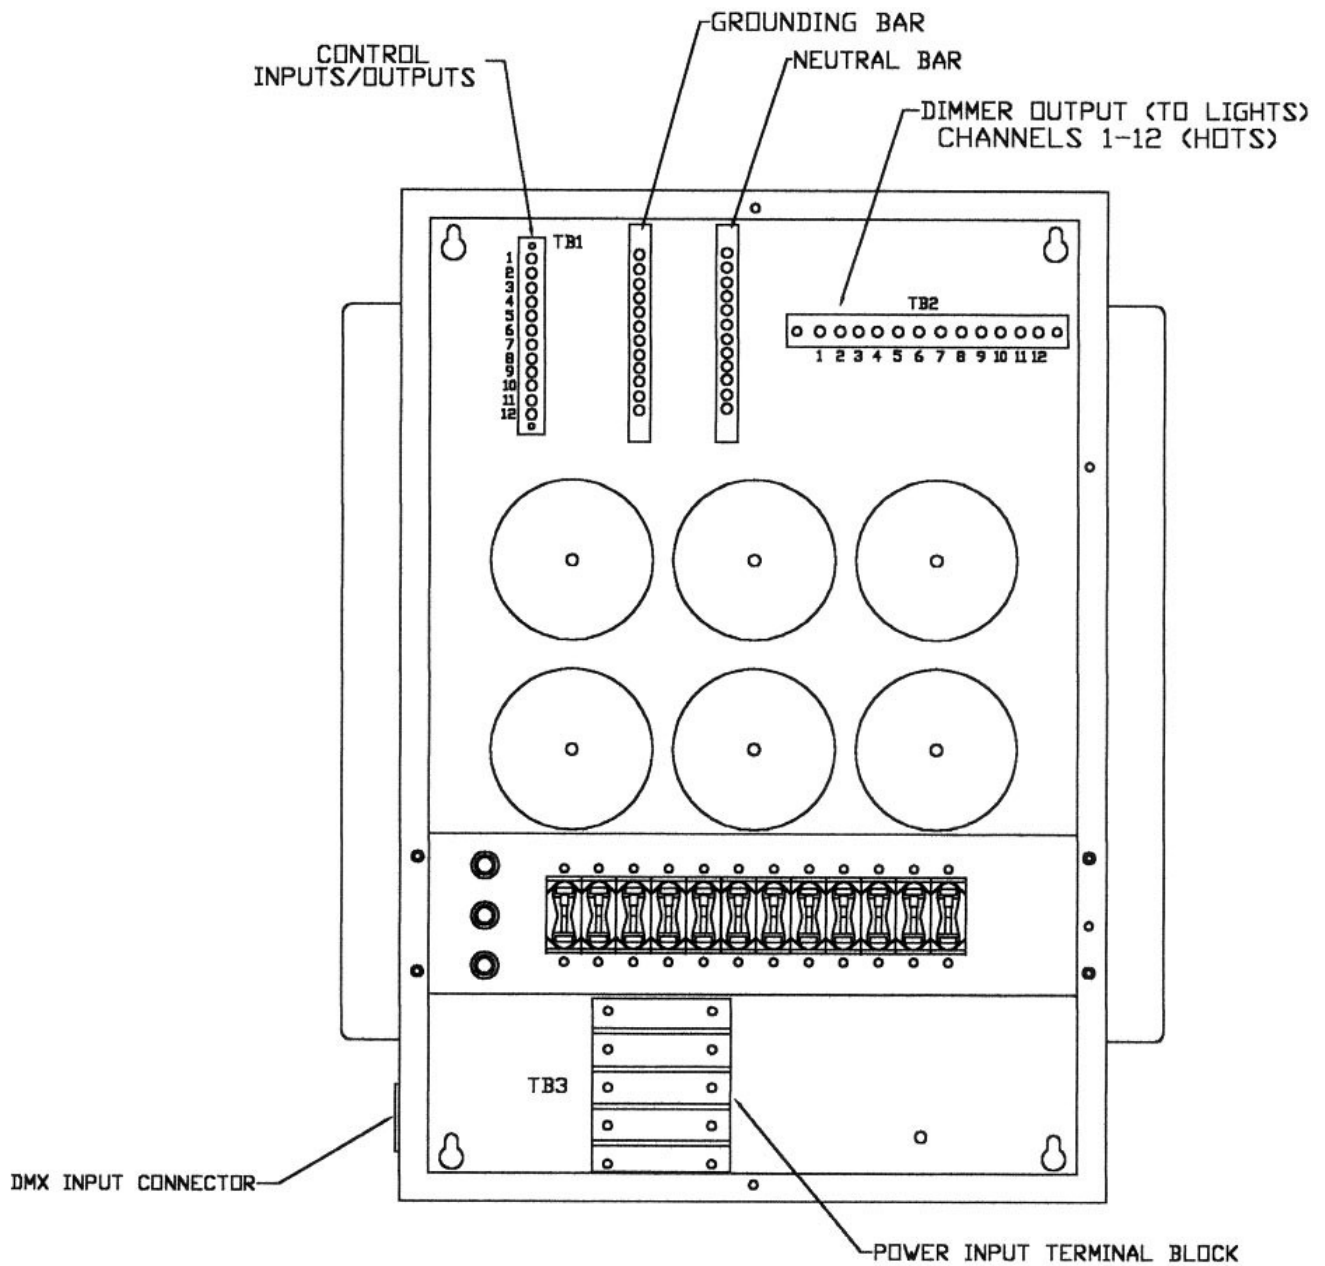 GROUNDING BAR
CONTROL
INPUTS/OUTPUTS
NEUTRAL BAR
DIMMER OUTPUT (TO LIGHTS)
CHANNELS 1-12 (HOTS)
TB1
1
2
3
4
5
6
7
8
9
10
11
12
TB2
1 2 3 4 5 6 7 8 9 10 11 12
TB3
DMX INPUT CONNECTOR
POWER INPUT TERMINAL BLOCK